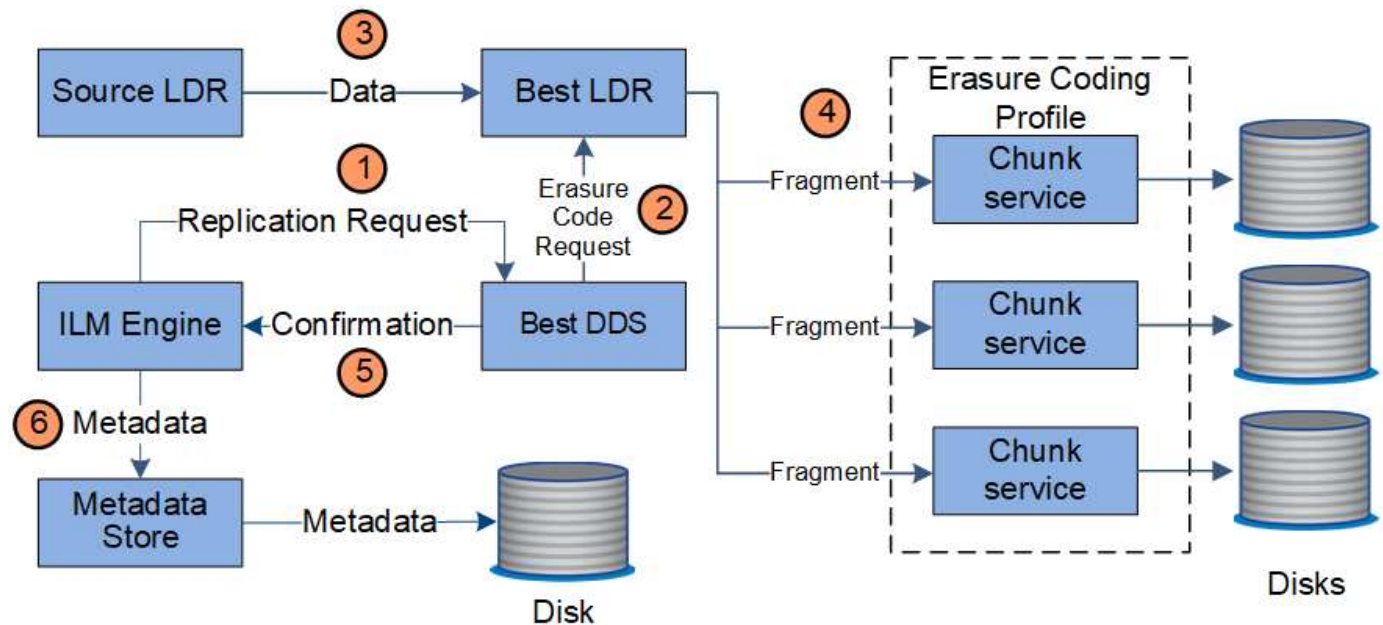 3
Source LDR
Data
Best LDR
Erasure Coding
Profile
4
Fragment
Chunk
service
1
Replication Request
Erasure
Code
Request
2
ILM Engine
Confirmation
Best DDS
5
Fragment
Chunk
service
6
Metadata
Metadata
Store
Metadata
Disk
Fragment
Chunk
service
Disks